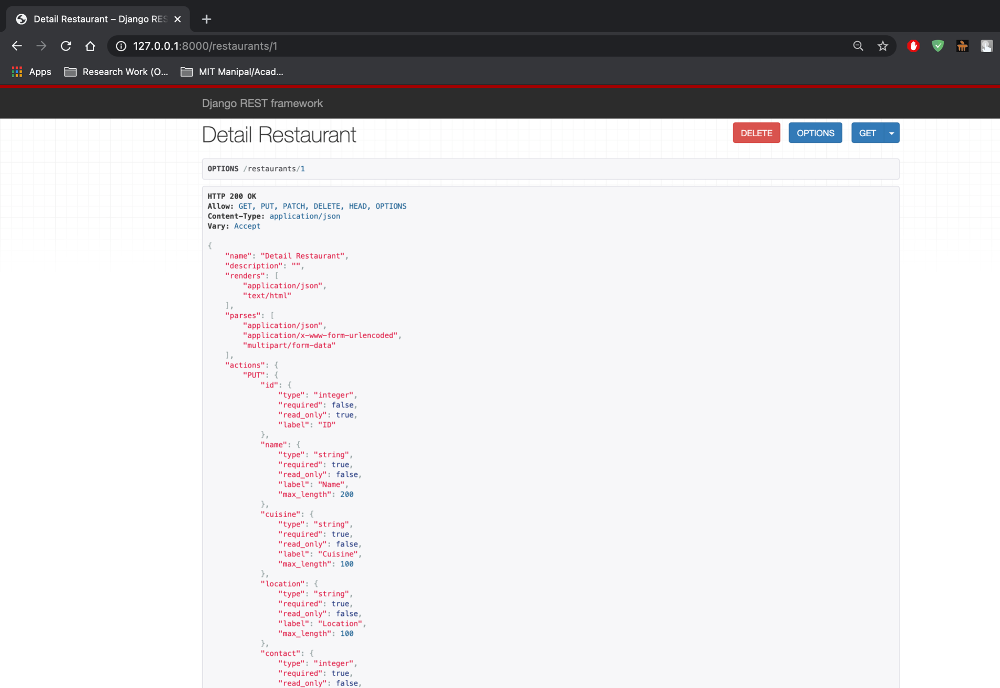 Detail Restaurant – Django RES
127.0.0.1:8000/restaurants/1
Apps
Research Work (O...
MIT Manipal/Acad...
Django REST framework
Detail Restaurant
DELETE
OPTIONS
GET
OPTIONS /restaurants/1
HTTP 200 OK
Allow: GET, PUT, PATCH, DELETE, HEAD, OPTIONS
Content-Type: application/json
Vary: Accept
{
    "name": "Detail Restaurant",
    "description": "",
    "renders": [
        "application/json",
        "text/html"
    ],
    "parses": [
        "application/json",
        "application/x-www-form-urlencoded",
        "multipart/form-data"
    ],
    "actions": {
        "PUT": {
            "id": {
                "type": "integer",
                "required": false,
                "read_only": true,
                "label": "ID"
            },
            "name": {
                "type": "string",
                "required": true,
                "read_only": false,
                "label": "Name",
                "max_length": 200
            },
            "cuisine": {
                "type": "string",
                "required": true,
                "read_only": false,
                "label": "Cuisine",
                "max_length": 100
            },
            "location": {
                "type": "string",
                "required": true,
                "read_only": false,
                "label": "Location",
                "max_length": 100
            },
            "contact": {
                "type": "integer",
                "required": true,
                "read_only": false,